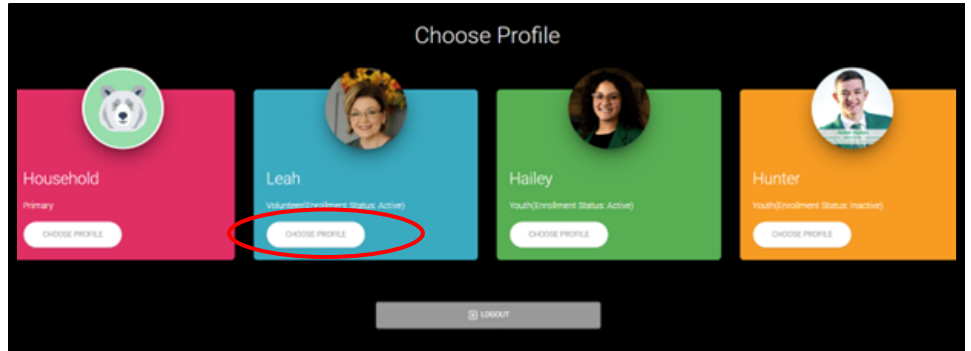 Choose Profile
Household
Primary
CHOOSE PROFILE
Leah
Volunteer(Enrollment Status: Active)
CHOOSE PROFILE
Hailey
Youth(Enrollment Status: Active)
CHOOSE PROFILE
Hunter
Youth(Enrollment Status: Inactive)
CHOOSE PROFILE
LOGOUT